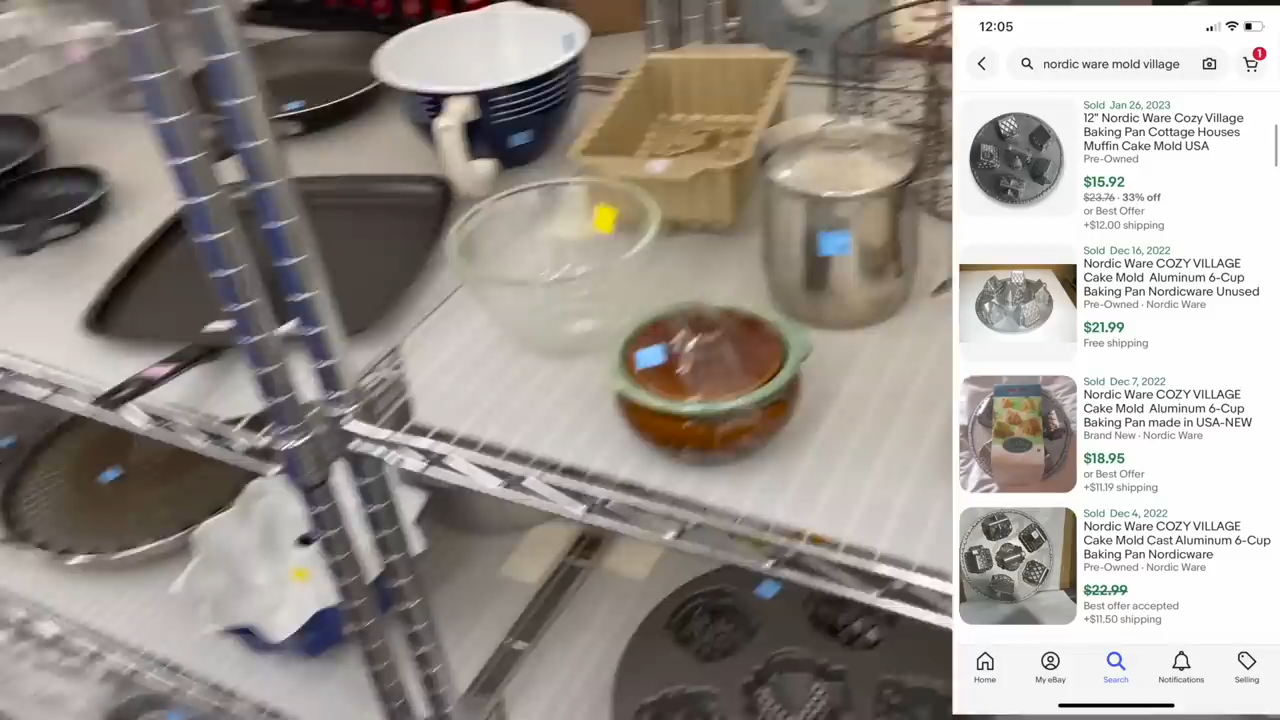 12:05
nordic ware mold village
1
Sold Jan 26, 2023
12" Nordic Ware Cozy Village
Baking Pan Cottage Houses
Muffin Cake Mold USA
Pre-Owned
$15.92
$23.76 · 33% off
or Best Offer
+$12.00 shipping
Sold Dec 16, 2022
Nordic Ware COZY VILLAGE
Cake Mold Aluminum 6-Cup
Baking Pan Nordicware Unused
Pre-Owned · Nordic Ware
$21.99
Free shipping
Sold Dec 7, 2022
Nordic Ware COZY VILLAGE
Cake Mold Aluminum 6-Cup
Baking Pan made in USA-NEW
Brand New · Nordic Ware
$18.95
or Best Offer
+$11.19 shipping
Sold Dec 4, 2022
Nordic Ware COZY VILLAGE
Cake Mold Cast Aluminum 6-Cup
Baking Pan Nordicware
Pre-Owned · Nordic Ware
$22.99
Best offer accepted
+$11.50 shipping
Home
My eBay
Search
Notifications
Selling